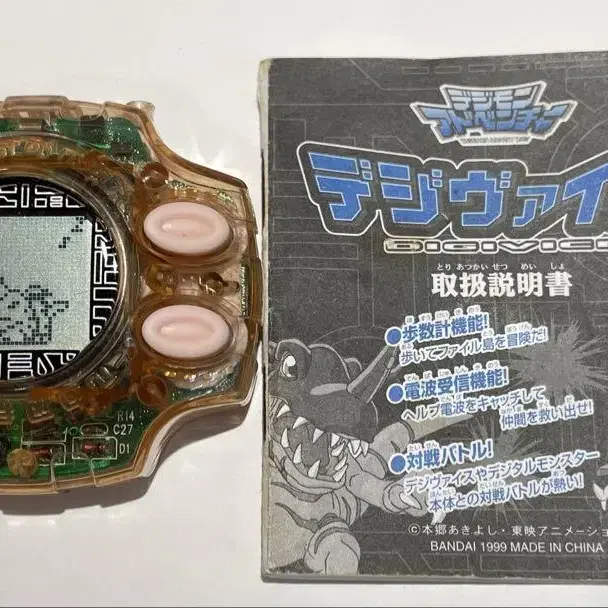 デジモン
アドベンチャー
デジヴァイ
DIGIVICE
とり あつかい せつ めい しょ
取扱説明書
●歩数計機能!
歩いてファイル島を冒険だ!
●電波受信機能!
ヘルプ電波をキャッチして
仲間を救い出せ!
●対戦バトル!
デジヴァイスやデジタルモンスター
本体との対戦バトルが熱い!
©本郷あきよし・東映アニメーショ
BANDAI 1999 MADE IN CHINA
R14
C27
D1